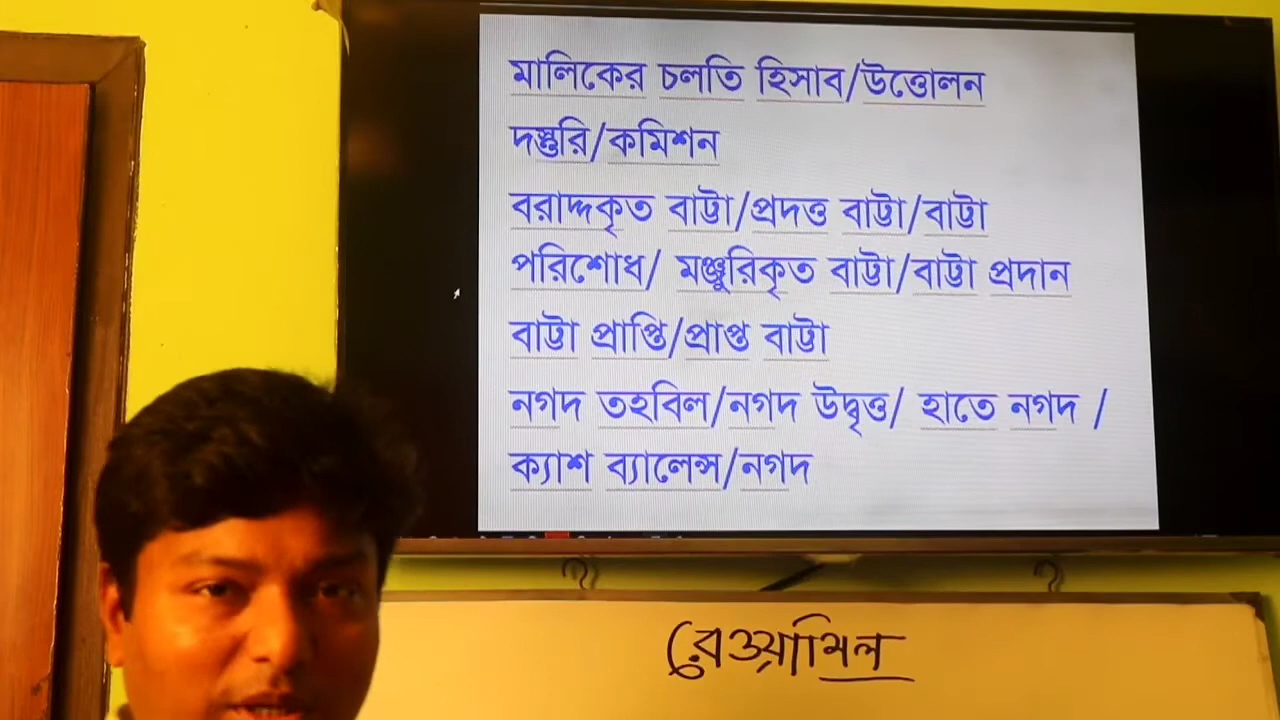 মালিকের চলতি হিসাব/উত্তোলন
দস্তুরি/কমিশন
বরাদ্দকৃত বাট্টা/প্রদত্ত বাট্টা/বাট্টা
পরিশোধ/ মঞ্জুরিকৃত বাট্টা/বাট্টা প্রদান
বাট্টা প্রাপ্তি/প্রাপ্ত বাট্টা
নগদ তহবিল/নগদ উদ্বৃত্ত/ হাতে নগদ /
ক্যাশ ব্যালেন্স/নগদ
রেওয়ামিল